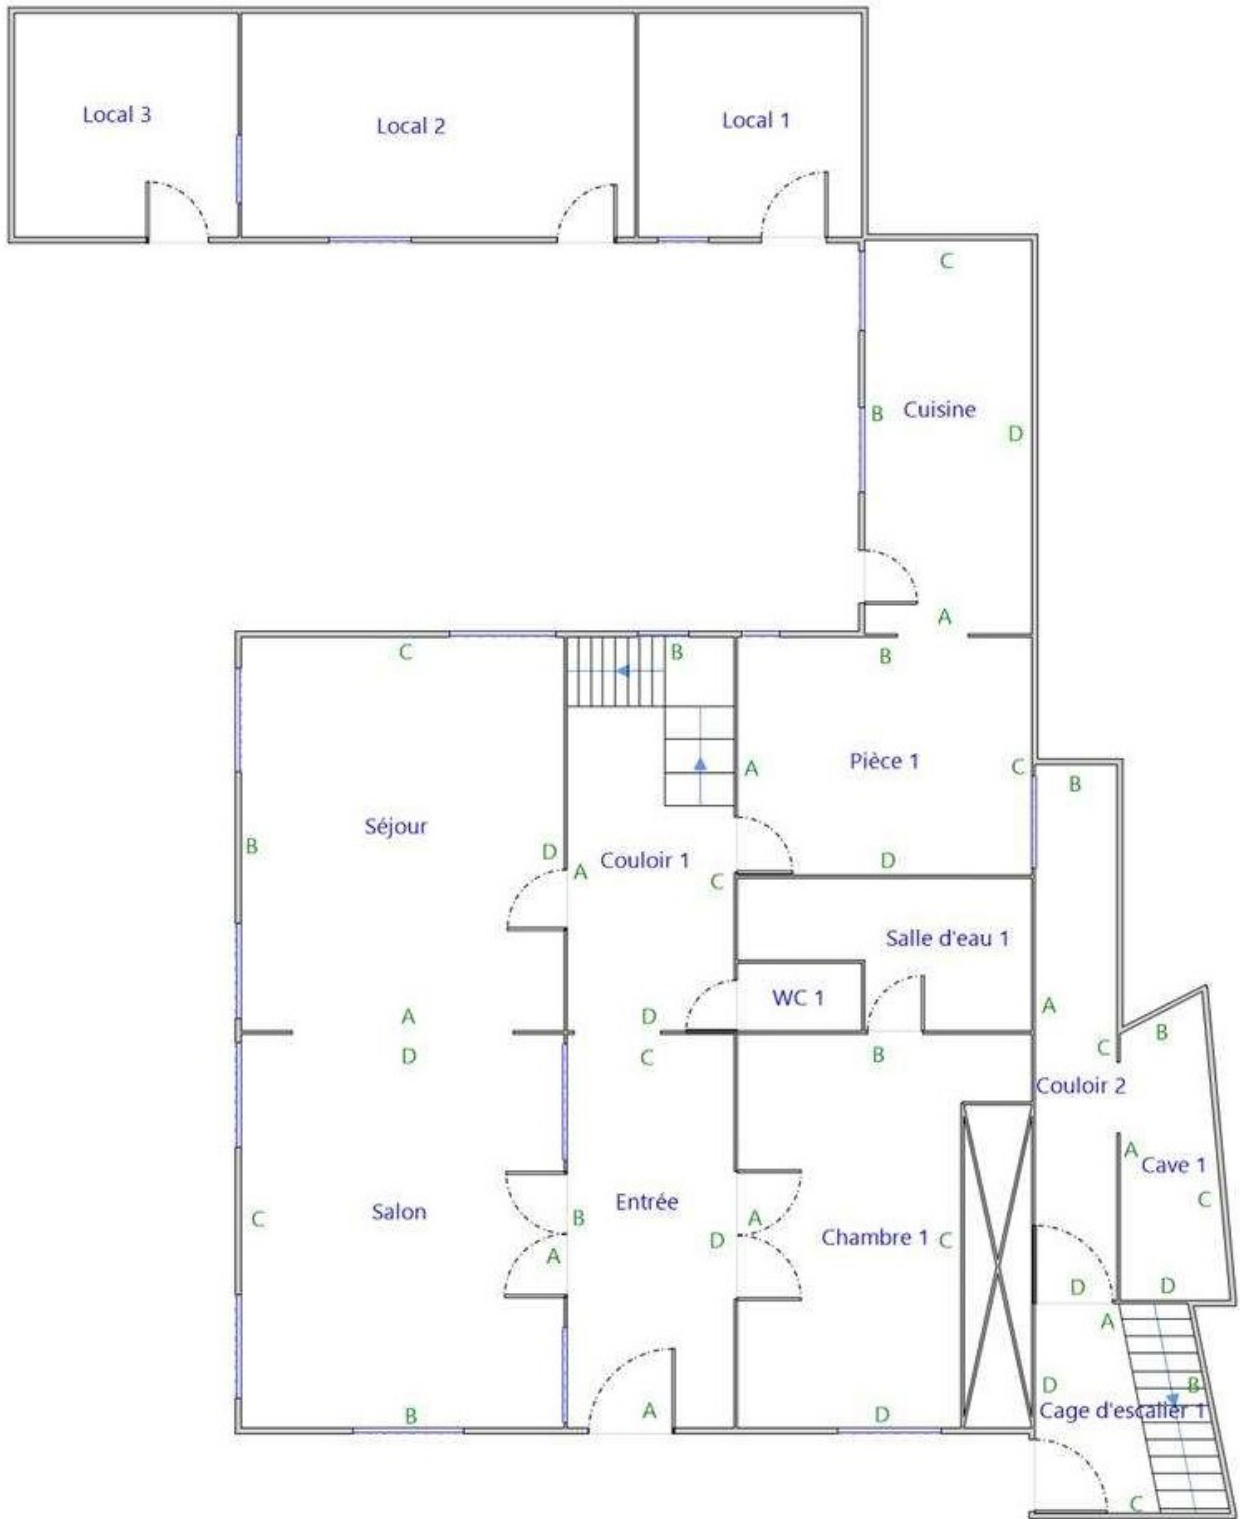 Local 3
Local 2
Local 1
C
B
Cuisine
D
A
C
B
B
A
Pièce 1
C
B
Séjour
B
D
A
Couloir 1
C
D
Salle d'eau 1
WC 1
A
D
A
D
C
B
C
B
Couloir 2
A
Cave 1
C
Salon
C
B
A
Entrée
D
A
Chambre 1
C
D
D
A
B
D
Cage d'escalier 1
C
B
A
D